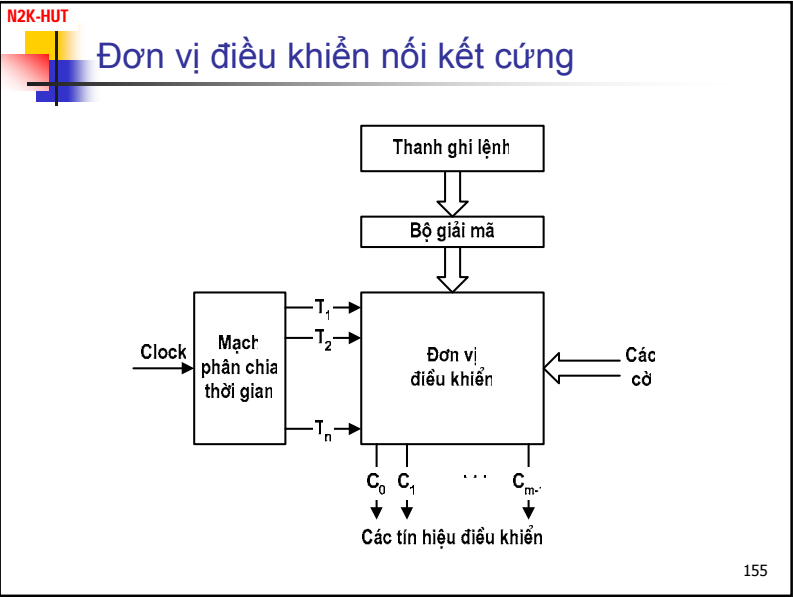 N2K-HUT
Đơn vị điều khiển nối kết cứng
Thanh ghi lệnh
Bộ giải mã
Clock
Mạch
phân chia
thời gian
T1
T2
Tn
Đơn vị
điều khiển
Các
cờ
C0 C1 . . . Cm-1
Các tín hiệu điều khiển
155